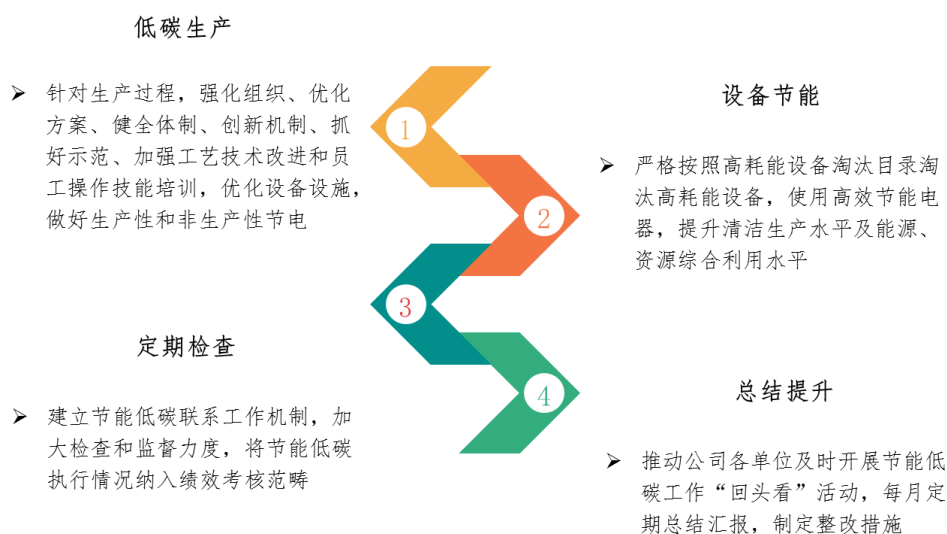 低碳生产
➢ 针对生产过程，强化组织、优化
方案、健全体制、创新机制、抓
好示范、加强工艺技术改进和员
工操作技能培训，优化设备设施，
做好生产性和非生产性节电
1
设备节能
➢ 严格按照高耗能设备淘汰目录淘
汰高耗能设备，使用高效节能电
器，提升清洁生产水平及能源、
资源综合利用水平
2
定期检查
➢ 建立节能低碳联系工作机制，加
大检查和监督力度，将节能低碳
执行情况纳入绩效考核范畴
3
总结提升
➢ 推动公司各单位及时开展节能低
碳工作“回头看”活动，每月定
期总结汇报，制定整改措施
4